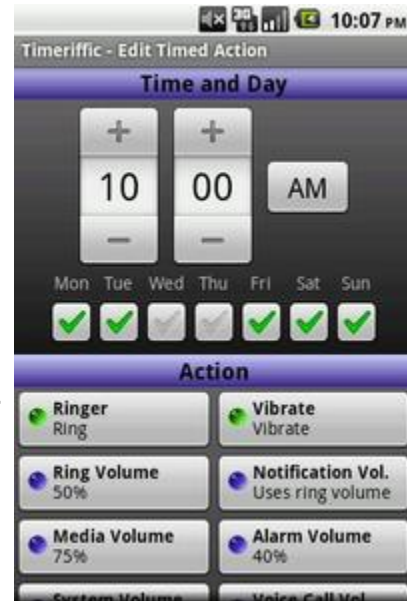 10:07 PM
Timeriffic - Edit Timed Action
Time and Day
+ +
10 00 AM
− −
Mon Tue Wed Thu Fri Sat Sun
Action
Ringer
Ring
Vibrate
Vibrate
Ring Volume
50%
Notification Vol.
Uses ring volume
Media Volume
75%
Alarm Volume
40%
System Volume
Voice Call Vol.